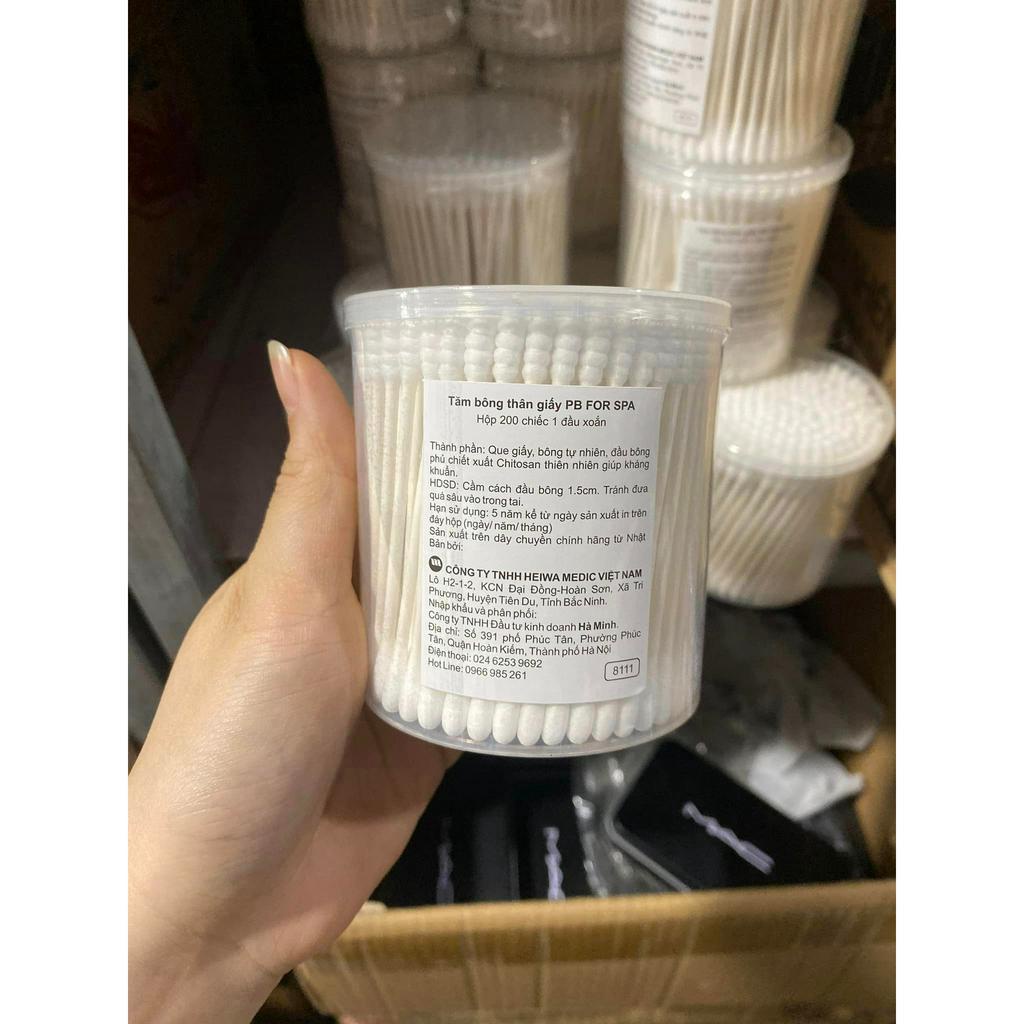 Tăm bông thân giấy PB FOR SPA
Hộp 200 chiếc 1 đầu xoắn
Thành phần: Que giấy, bông tự nhiên, đầu bông
phủ chiết xuất Chitosan thiên nhiên giúp kháng
khuẩn.
HDSD: Cầm cách đầu bông 1.5cm. Tránh đưa
quá sâu vào trong tai.
Hạn sử dụng: 5 năm kể từ ngày sản xuất in trên
đáy hộp (ngày/ năm/ tháng)
Sản xuất trên dây chuyền chính hãng từ Nhật
Bản bởi:
CÔNG TY TNHH HEIWA MEDIC VIỆT NAM
Lô H2-1-2, KCN Đại Đồng-Hoàn Sơn, Xã Tri
Phương, Huyện Tiên Du, Tỉnh Bắc Ninh.
Nhập khẩu và phân phối:
Công ty TNHH Đầu tư kinh doanh Hà Minh.
Địa chỉ: Số 391 phố Phúc Tân, Phường Phúc
Tân, Quận Hoàn Kiếm, Thành phố Hà Nội
Điện thoại: 024 6253 9692
Hot Line: 0966 985 261
8111
MAC